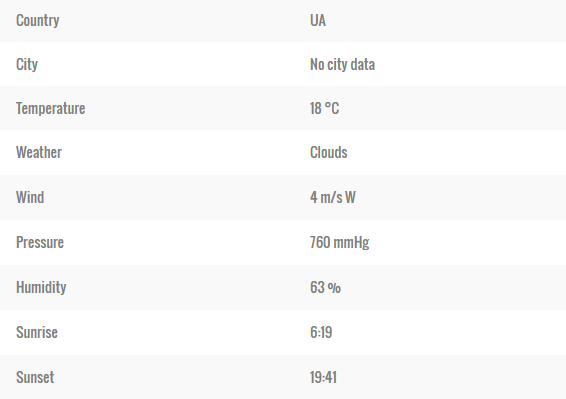 Country UA
City No city data
Temperature 18 °C
Weather Clouds
Wind 4 m/s W
Pressure 760 mmHg
Humidity 63 %
Sunrise 6:19
Sunset 19:41